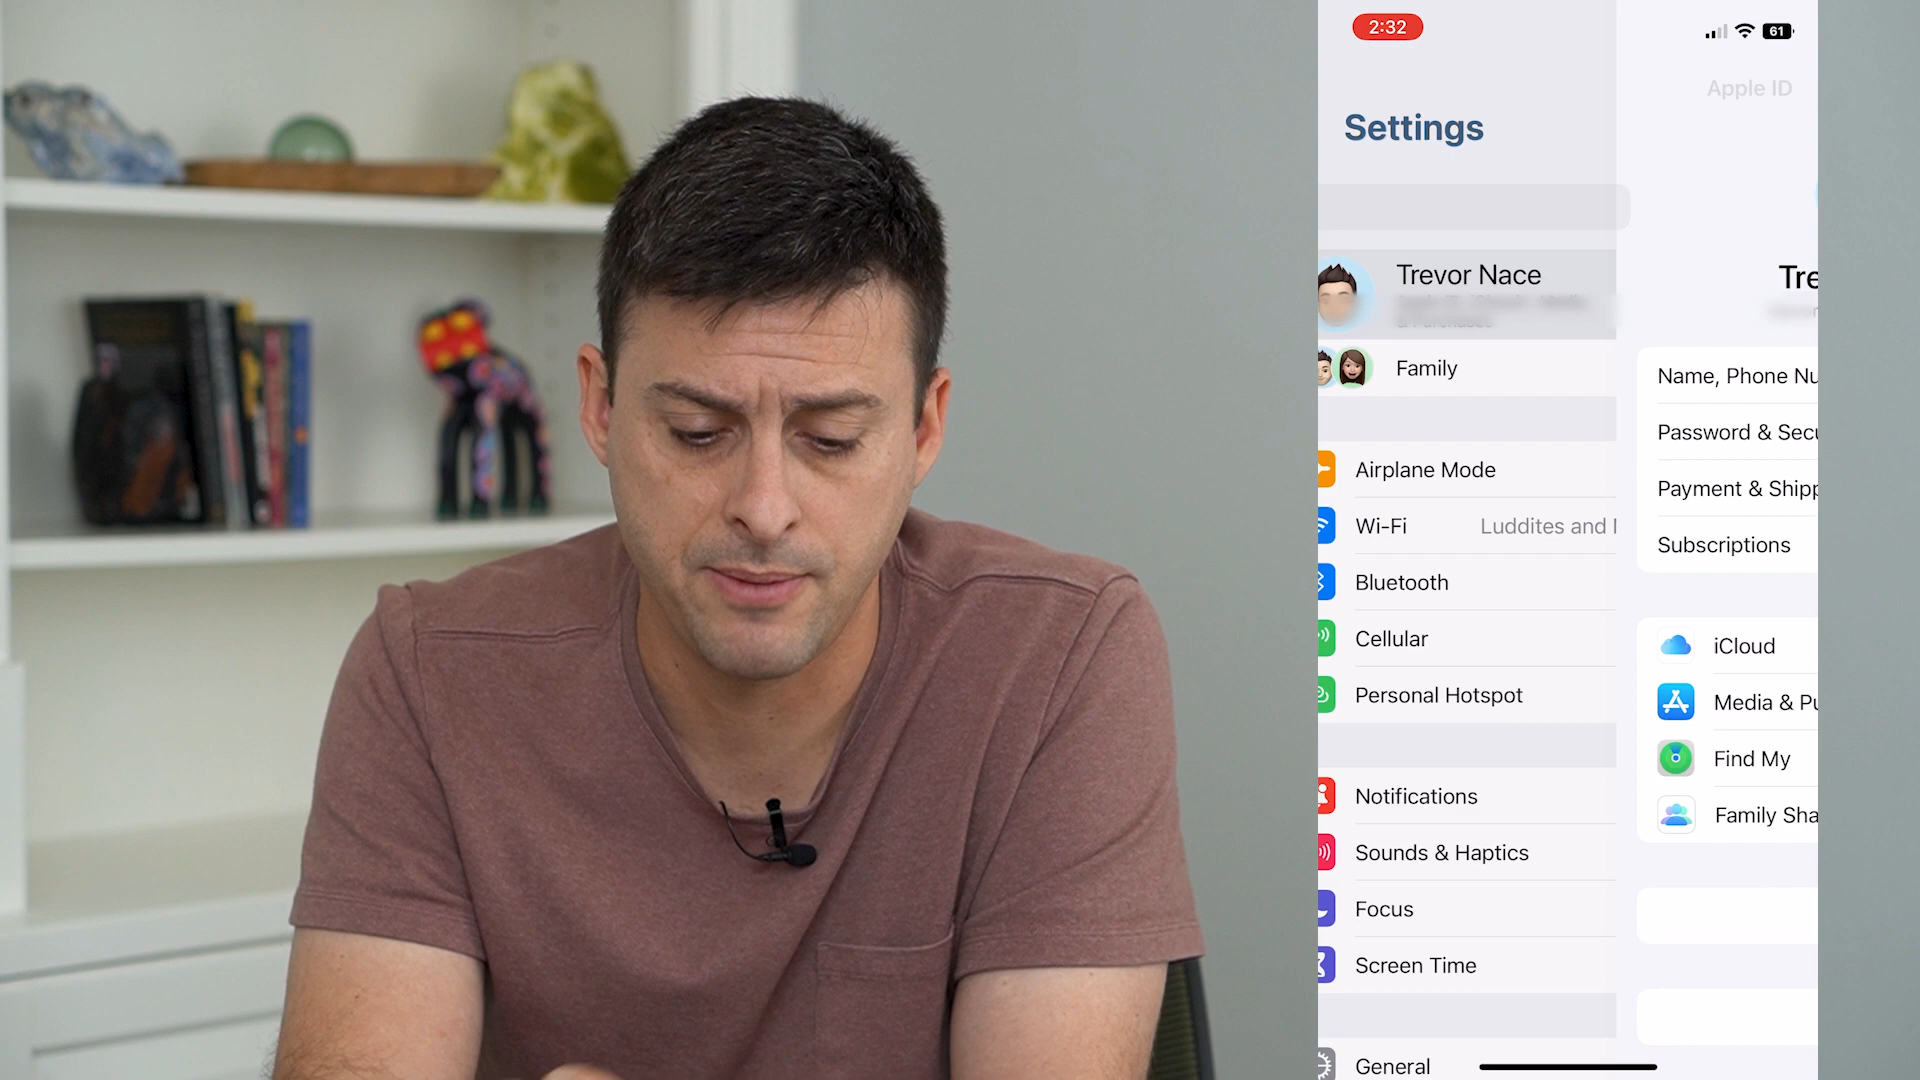 2:32
61
Apple ID
Settings
Trevor Nace
Tre
Family
Name, Phone Nu
Password & Secu
Airplane Mode
Payment & Shipp
Wi-Fi Luddites and
Subscriptions
Bluetooth
Cellular
iCloud
Personal Hotspot
Media & Pu
Find My
Notifications
Family Sha
Sounds & Haptics
Focus
Screen Time
General